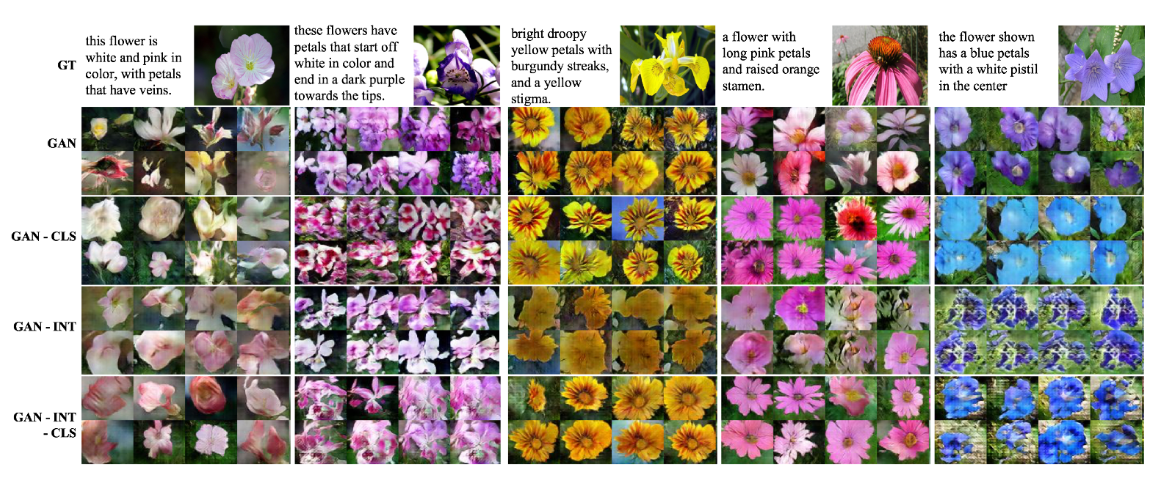 GT
this flower is
white and pink in
color, with petals
that have veins.
these flowers have
petals that start off
white in color and
end in a dark purple
towards the tips.
bright droopy
yellow petals with
burgundy streaks,
and a yellow
stigma.
a flower with
long pink petals
and raised orange
stamen.
the flower shown
has a blue petals
with a white pistil
in the center
GAN
GAN - CLS
GAN - INT
GAN - INT
- CLS